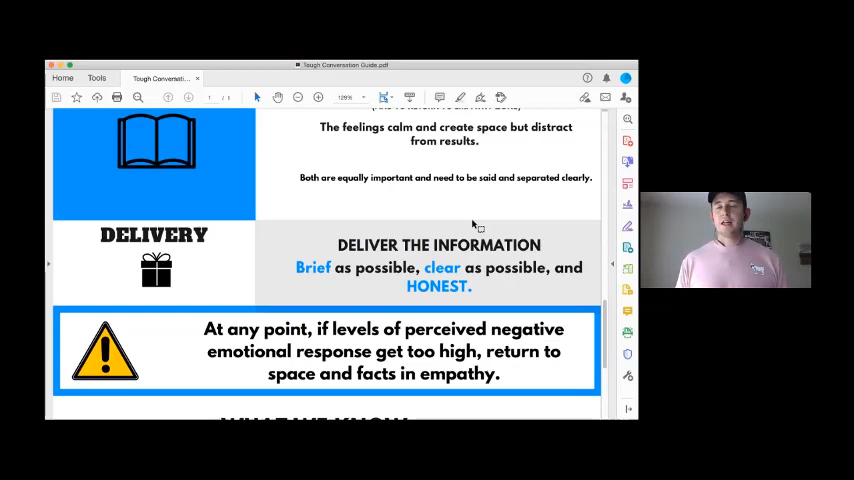 Tough Conversation Guide.pdf
Home Tools Tough Conversati... ×
1 / 1 129%
The feelings calm and create space but distract
from results.
Both are equally important and need to be said and separated clearly.
DELIVERY
DELIVER THE INFORMATION
Brief as possible, clear as possible, and
HONEST.
At any point, if levels of perceived negative
emotional response get too high, return to
space and facts in empathy.
WHAT WE KNOW